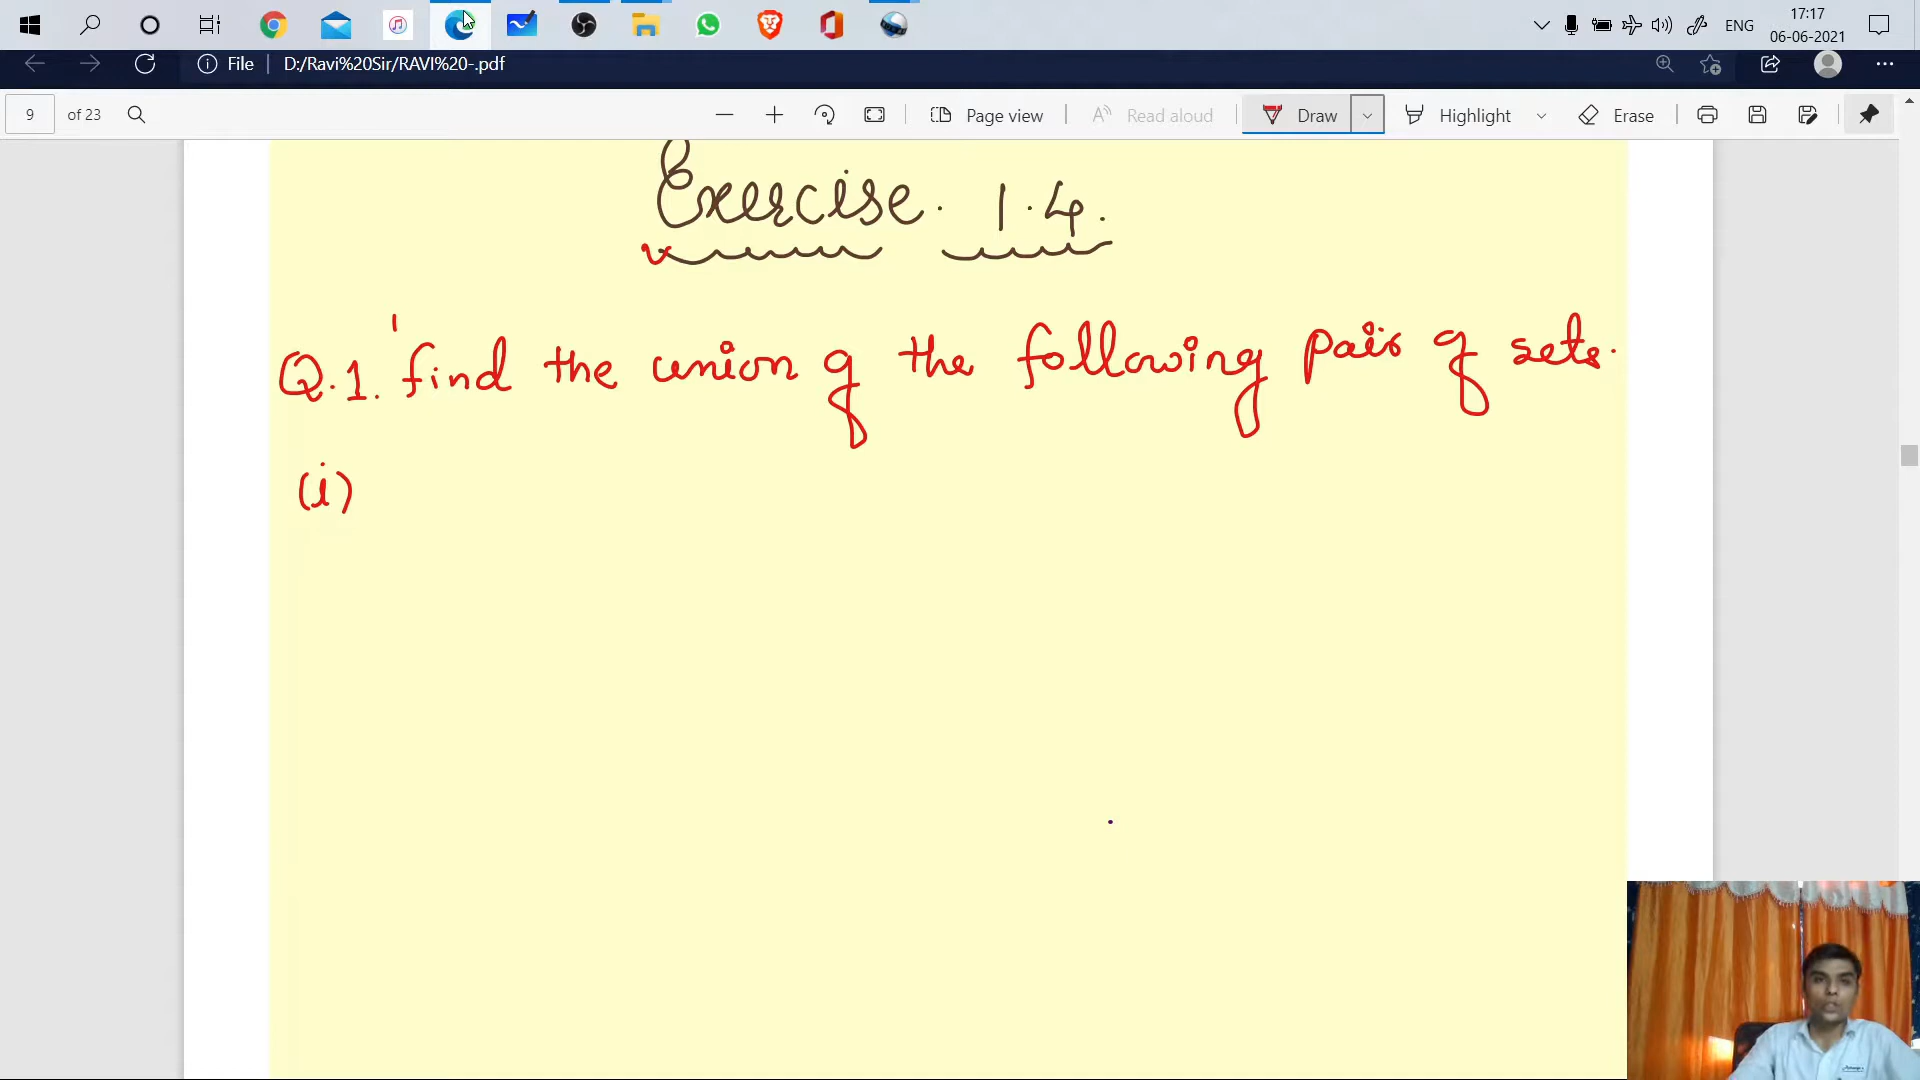 17:17
ENG
06-06-2021
File D:/Ravi%20Sir/RAVI%20-.pdf
9 of 23 Page view Read aloud Draw Highlight Erase
Exercise. 1.4.
Q.1. find the union of the following pair of sets.
(i)